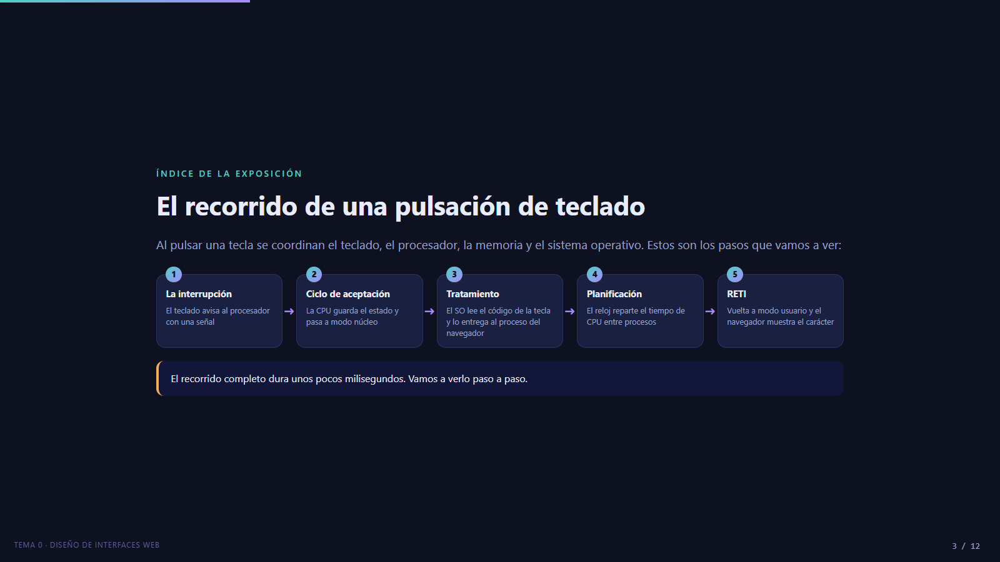 ÍNDICE DE LA EXPOSICIÓN
El recorrido de una pulsación de teclado
Al pulsar una tecla se coordinan el teclado, el procesador, la memoria y el sistema operativo. Estos son los pasos que vamos a ver:
1
La interrupción
El teclado avisa al procesador
con una señal
→
2
Ciclo de aceptación
La CPU guarda el estado y
pasa a modo núcleo
→
3
Tratamiento
El SO lee el código de la tecla
y lo entrega al proceso del
navegador
→
4
Planificación
El reloj reparte el tiempo de
CPU entre procesos
→
5
RETI
Vuelta a modo usuario y el
navegador muestra el carácter
El recorrido completo dura unos pocos milisegundos. Vamos a verlo paso a paso.
TEMA 0 · DISEÑO DE INTERFACES WEB
3 / 12